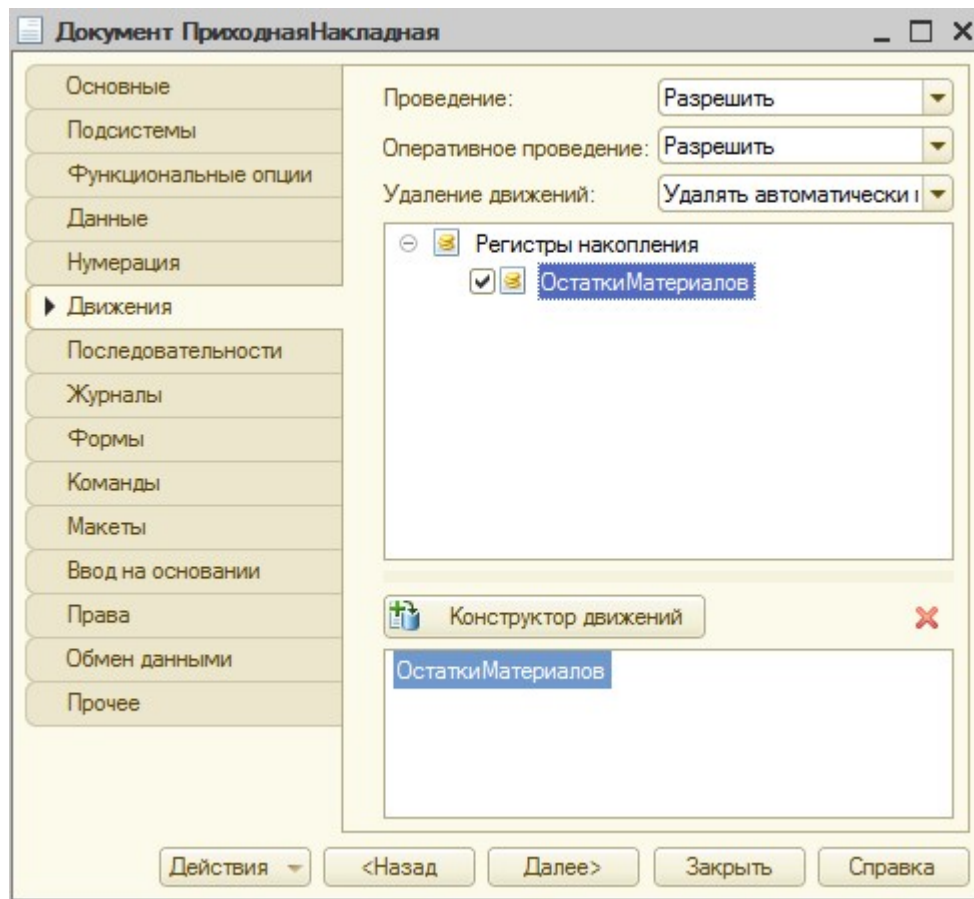 Документ ПриходнаяНакладная
Основные
Подсистемы
Функциональные опции
Данные
Нумерация
Движения
Последовательности
Журналы
Формы
Команды
Макеты
Ввод на основании
Права
Обмен данными
Прочее
Проведение: Разрешить
Оперативное проведение: Разрешить
Удаление движений: Удалять автоматически
Регистры накопления
ОстаткиМатериалов
Конструктор движений
ОстаткиМатериалов
Действия <Назад Далее> Закрыть Справка